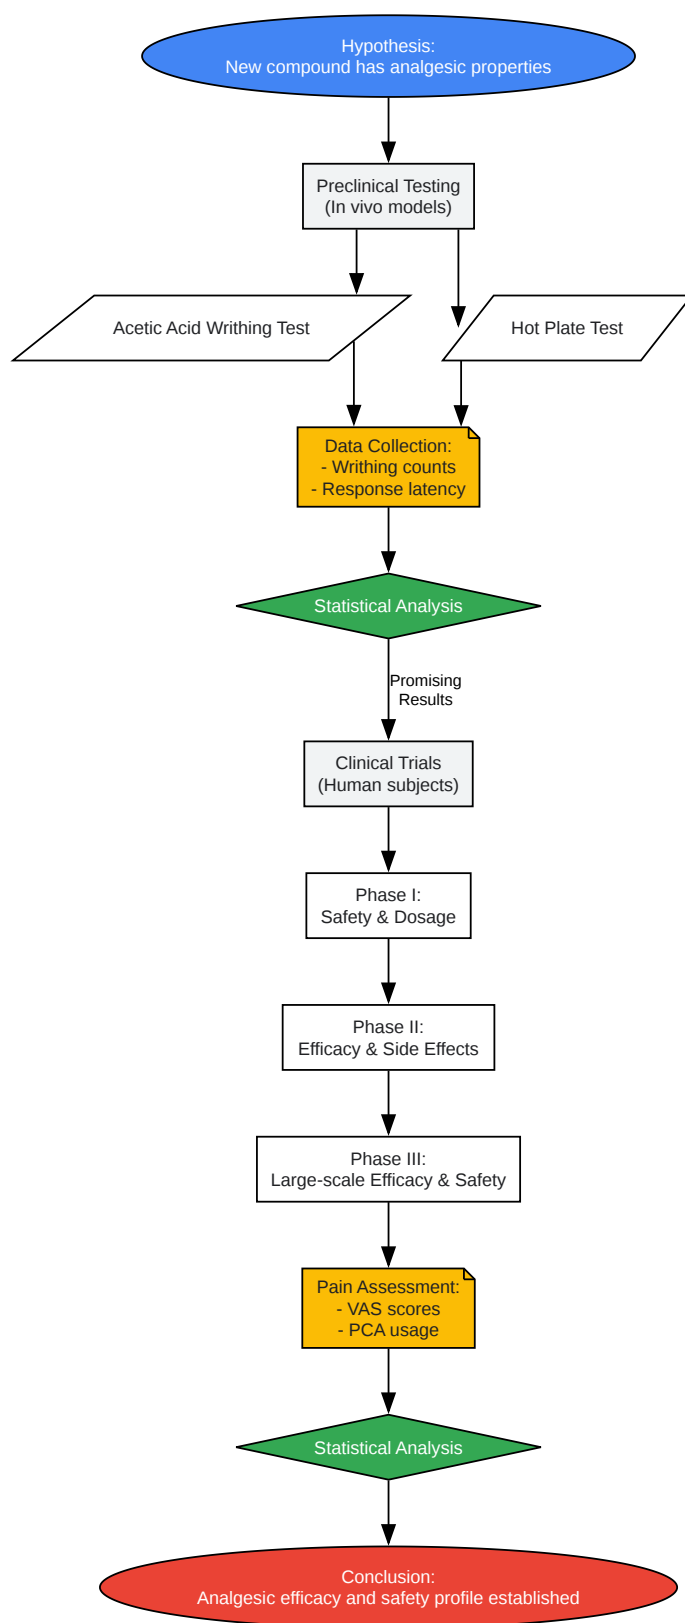 Hypothesis:
New compound has analgesic properties
Preclinical Testing
(In vivo models)
Acetic Acid Writhing Test
Hot Plate Test
Data Collection:
- Writhing counts
- Response latency
Statistical Analysis
Promising
Results
Clinical Trials
(Human subjects)
Phase I:
Safety & Dosage
Phase II:
Efficacy & Side Effects
Phase III:
Large-scale Efficacy & Safety
Pain Assessment:
- VAS scores
- PCA usage
Statistical Analysis
Conclusion:
Analgesic efficacy and safety profile established